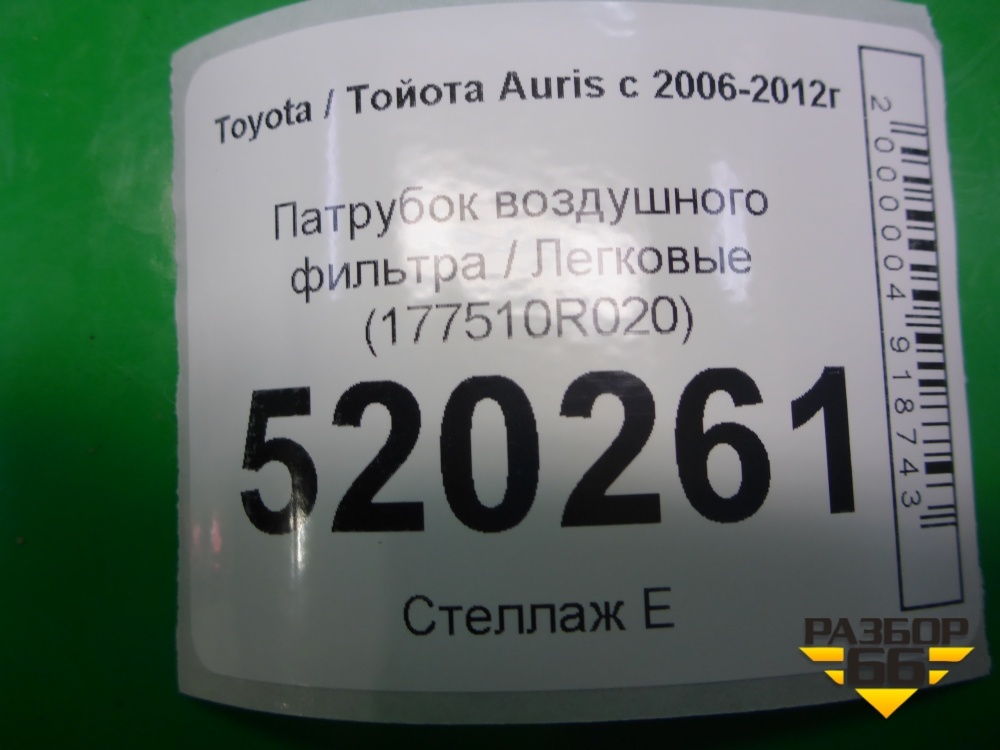 Toyota / Тойота Auris с 2006-2012г
Патрубок воздушного
фильтра / Легковые
(177510R020)
520261
Стеллаж Е
2000004918743
РАЗБОР
66